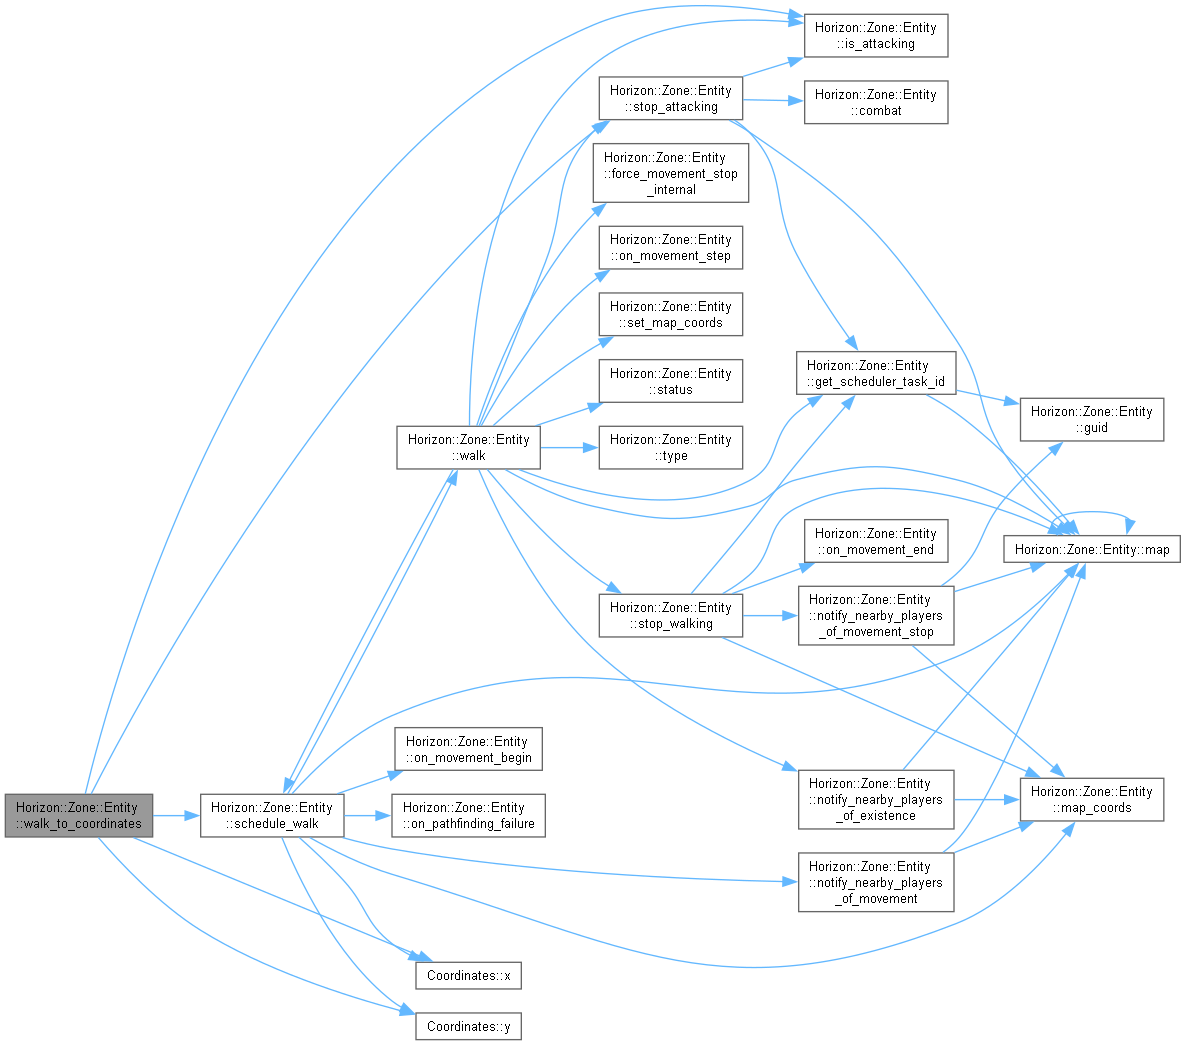 Horizon::Zone::Entity
::walk_to_coordinates
Horizon::Zone::Entity
::schedule_walk
Horizon::Zone::Entity
::walk
Horizon::Zone::Entity
::on_movement_begin
Horizon::Zone::Entity
::on_pathfinding_failure
Coordinates::x
Coordinates::y
Horizon::Zone::Entity
::stop_attacking
Horizon::Zone::Entity
::force_movement_stop
_internal
Horizon::Zone::Entity
::on_movement_step
Horizon::Zone::Entity
::set_map_coords
Horizon::Zone::Entity
::status
Horizon::Zone::Entity
::type
Horizon::Zone::Entity
::stop_walking
Horizon::Zone::Entity
::is_attacking
Horizon::Zone::Entity
::combat
Horizon::Zone::Entity
::get_scheduler_task_id
Horizon::Zone::Entity
::on_movement_end
Horizon::Zone::Entity
::notify_nearby_players
_of_movement_stop
Horizon::Zone::Entity
::notify_nearby_players
_of_existence
Horizon::Zone::Entity
::notify_nearby_players
_of_movement
Horizon::Zone::Entity
::guid
Horizon::Zone::Entity::map
Horizon::Zone::Entity
::map_coords